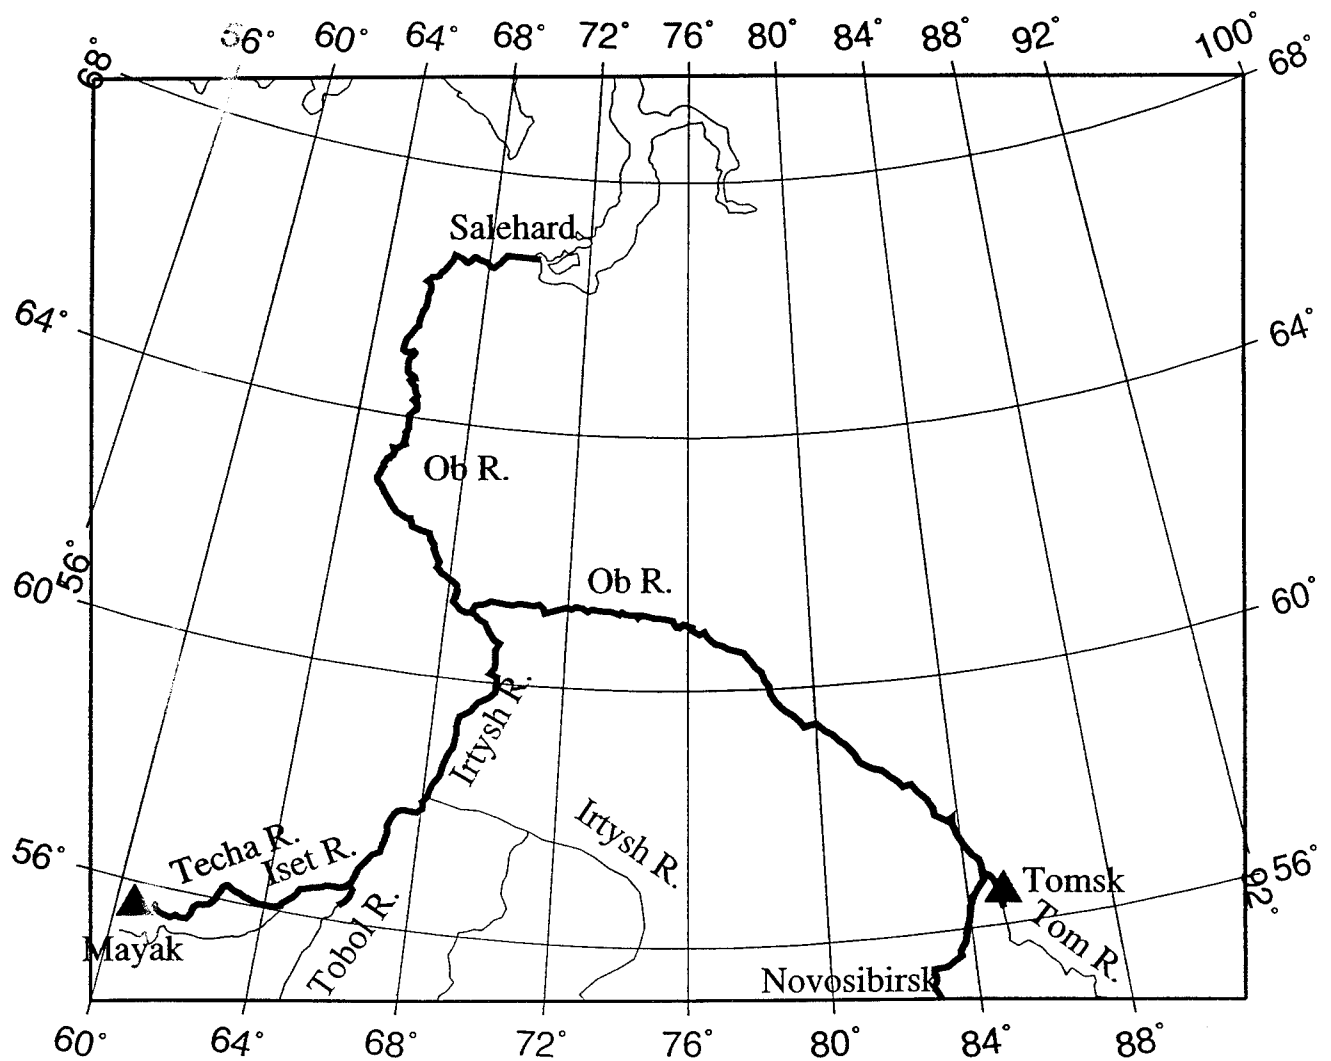 56° 60° 64° 68° 72° 76° 80° 84° 88° 92° 100°
68° 68°
Salehard
64° 64°
Ob R.
56°
60° 60°
Ob R.
Irtysh R.
Irtysh R.
Techa R.
Iset R.
56° 56°
92°
Tomsk
Tobol R.
Tom R.
Mayak
Novosibirsk
60° 64° 68° 72° 76° 80° 84° 88°